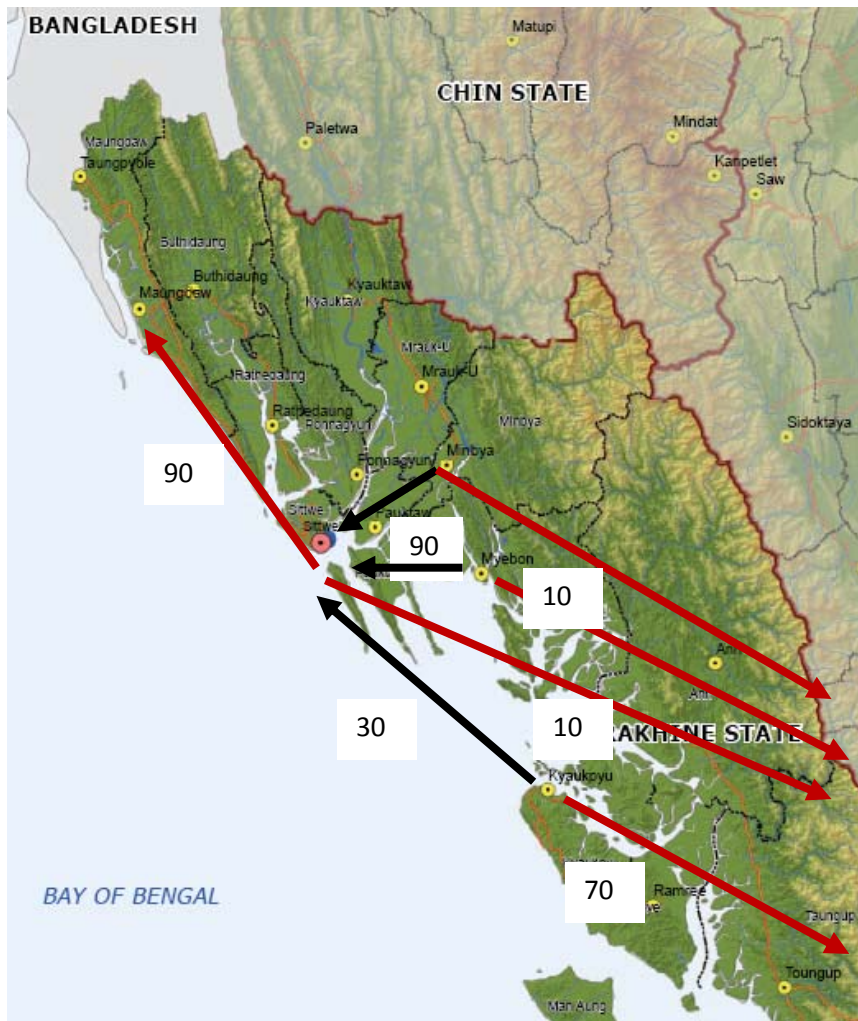 BANGLADESH
Matupi
CHIN STATE
Paletwa
Mindat
Maungdaw
Taungpyole
Kanpetlet
Saw
Buthidaung
Buthidaung
Kyauktaw
Kyauktaw
Maungdaw
Mrauk-U
Mrauk-U
Rathedaung
Rathedaung
Ponnagyun
Minbya
Sidoktaya
Minbya
Ponnagyun
90
Sittwe
Sittwe
Pauktaw
90
Myebon
10
Ann
Ann
30
10
RAKHINE STATE
Kyaukpyu
70
Ramree
BAY OF BENGAL
Taungup
Toungup
Man Aung